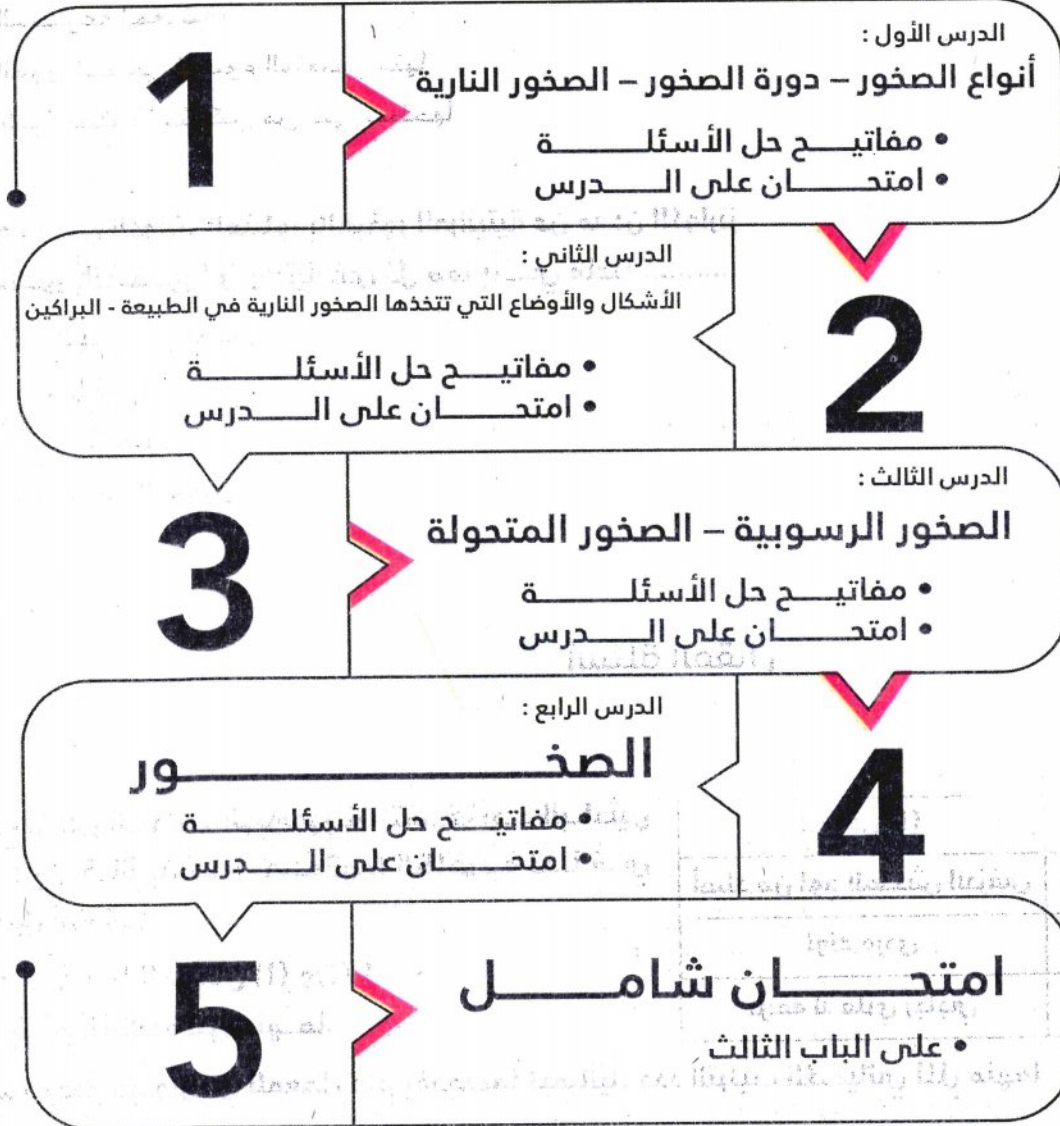 1
الدرس الأول :
أنواع الصخور – دورة الصخور – الصخور النارية
• مفاتيح حل الأسئلة
• امتحان على الدرس
2
الدرس الثاني :
الأشكال والأوضاع التي تتخذها الصخور النارية في الطبيعة - البراكين
• مفاتيح حل الأسئلة
• امتحان على الدرس
3
الدرس الثالث :
الصخور الرسوبية – الصخور المتحولة
• مفاتيح حل الأسئلة
• امتحان على الدرس
4
الدرس الرابع :
الصخور
• مفاتيح حل الأسئلة
• امتحان على الدرس
5
امتحان شامل
• على الباب الثالث